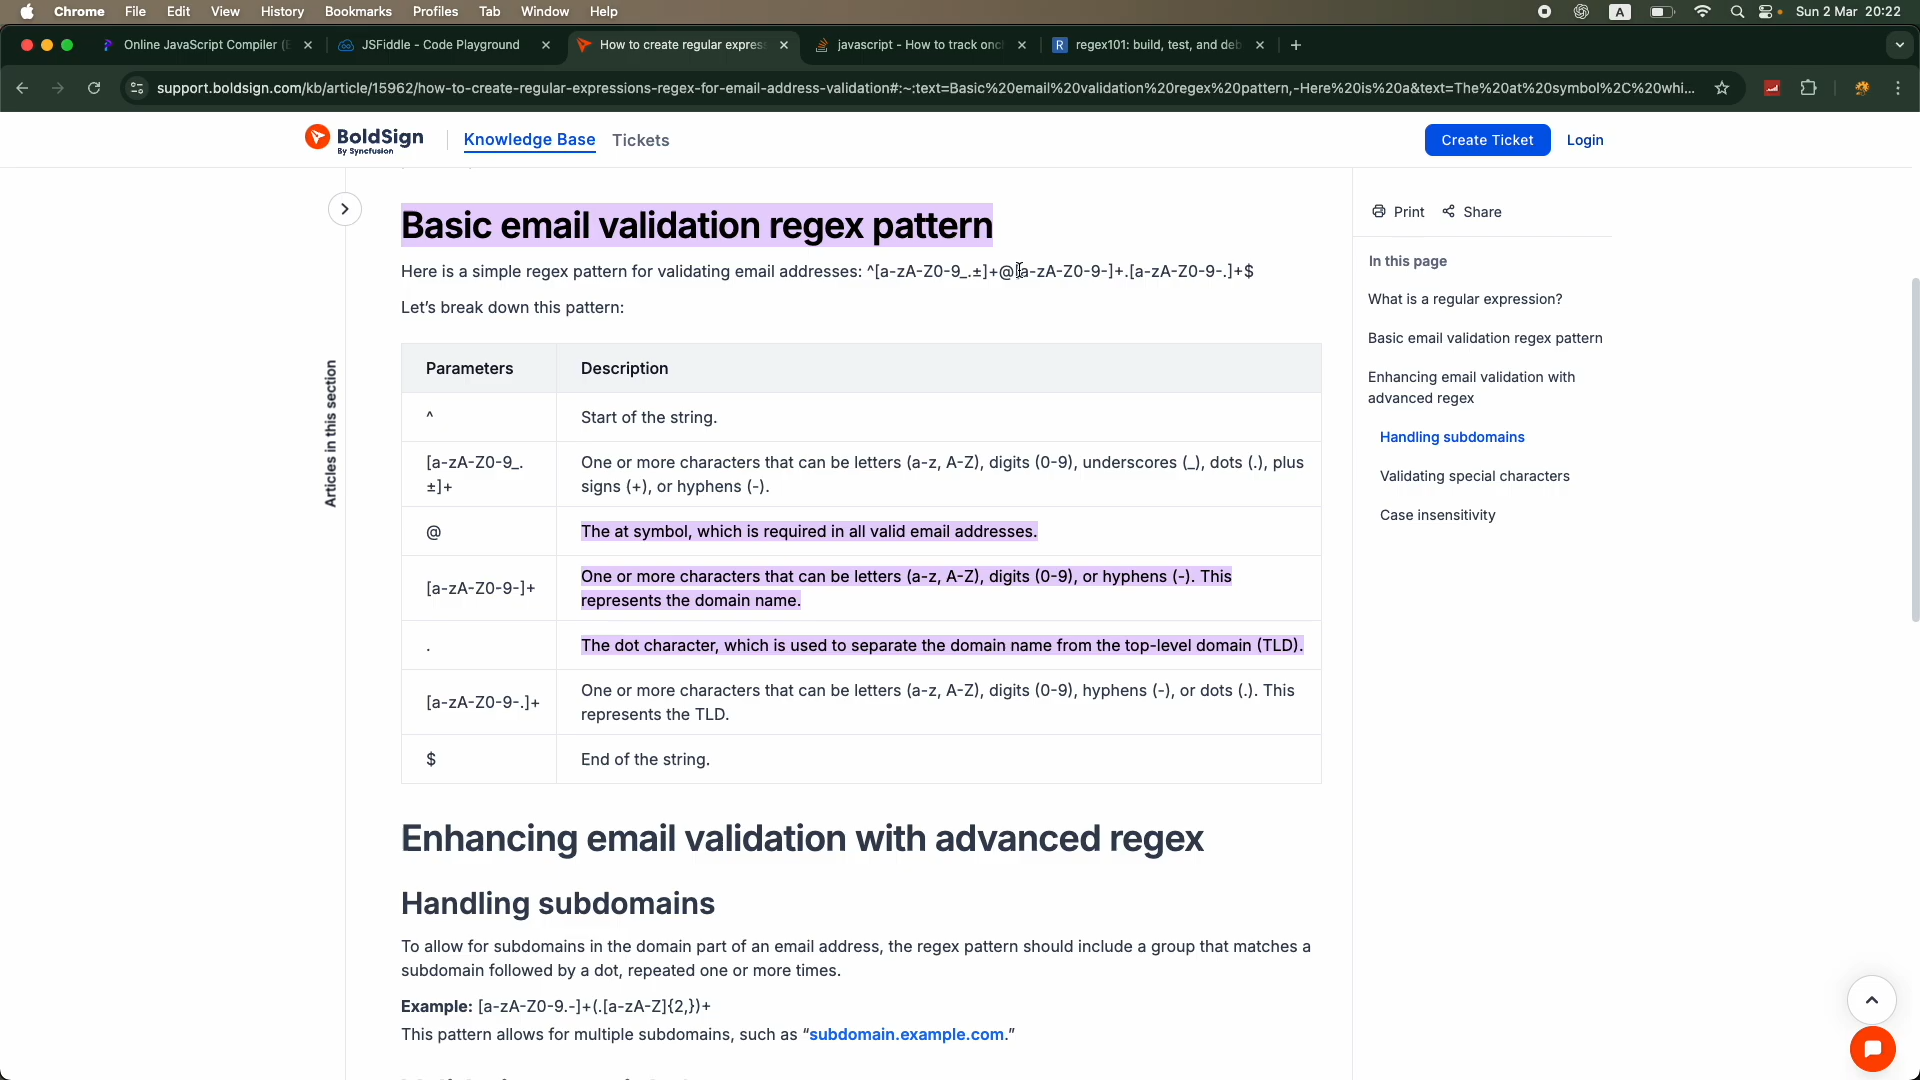 Chrome File Edit View History Bookmarks Profiles Tab Window Help A Sun 2 Mar 20:22
Online JavaScript Compiler (E JSFiddle - Code Playground How to create regular express javascript - How to track oncl R regex101: build, test, and deb
support.boldsign.com/kb/article/15962/how-to-create-regular-expressions-regex-for-email-address-validation#:~:text=Basic%20email%20validation%20regex%20pattern,-Here%20is%20a&text=The%20at%20symbol%2C%20whi...
BoldSign
By Syncfusion
Knowledge Base Tickets Create Ticket Login
Articles in this section
Basic email validation regex pattern
Here is a simple regex pattern for validating email addresses: ^[a-zA-Z0-9_.±]+@[a-zA-Z0-9-]+.[a-zA-Z0-9-.]+$
Let’s break down this pattern:
Parameters Description
^ Start of the string.
[a-zA-Z0-9_.
±]+
One or more characters that can be letters (a-z, A-Z), digits (0-9), underscores (_), dots (.), plus
signs (+), or hyphens (-).
@ The at symbol, which is required in all valid email addresses.
[a-zA-Z0-9-]+
One or more characters that can be letters (a-z, A-Z), digits (0-9), or hyphens (-). This
represents the domain name.
. The dot character, which is used to separate the domain name from the top-level domain (TLD).
[a-zA-Z0-9-.]+
One or more characters that can be letters (a-z, A-Z), digits (0-9), hyphens (-), or dots (.). This
represents the TLD.
$ End of the string.
Enhancing email validation with advanced regex
Handling subdomains
To allow for subdomains in the domain part of an email address, the regex pattern should include a group that matches a
subdomain followed by a dot, repeated one or more times.
Example: [a-zA-Z0-9.-]+(.[a-zA-Z]{2,})+
This pattern allows for multiple subdomains, such as “subdomain.example.com.”
Print Share
In this page
What is a regular expression?
Basic email validation regex pattern
Enhancing email validation with
advanced regex
Handling subdomains
Validating special characters
Case insensitivity